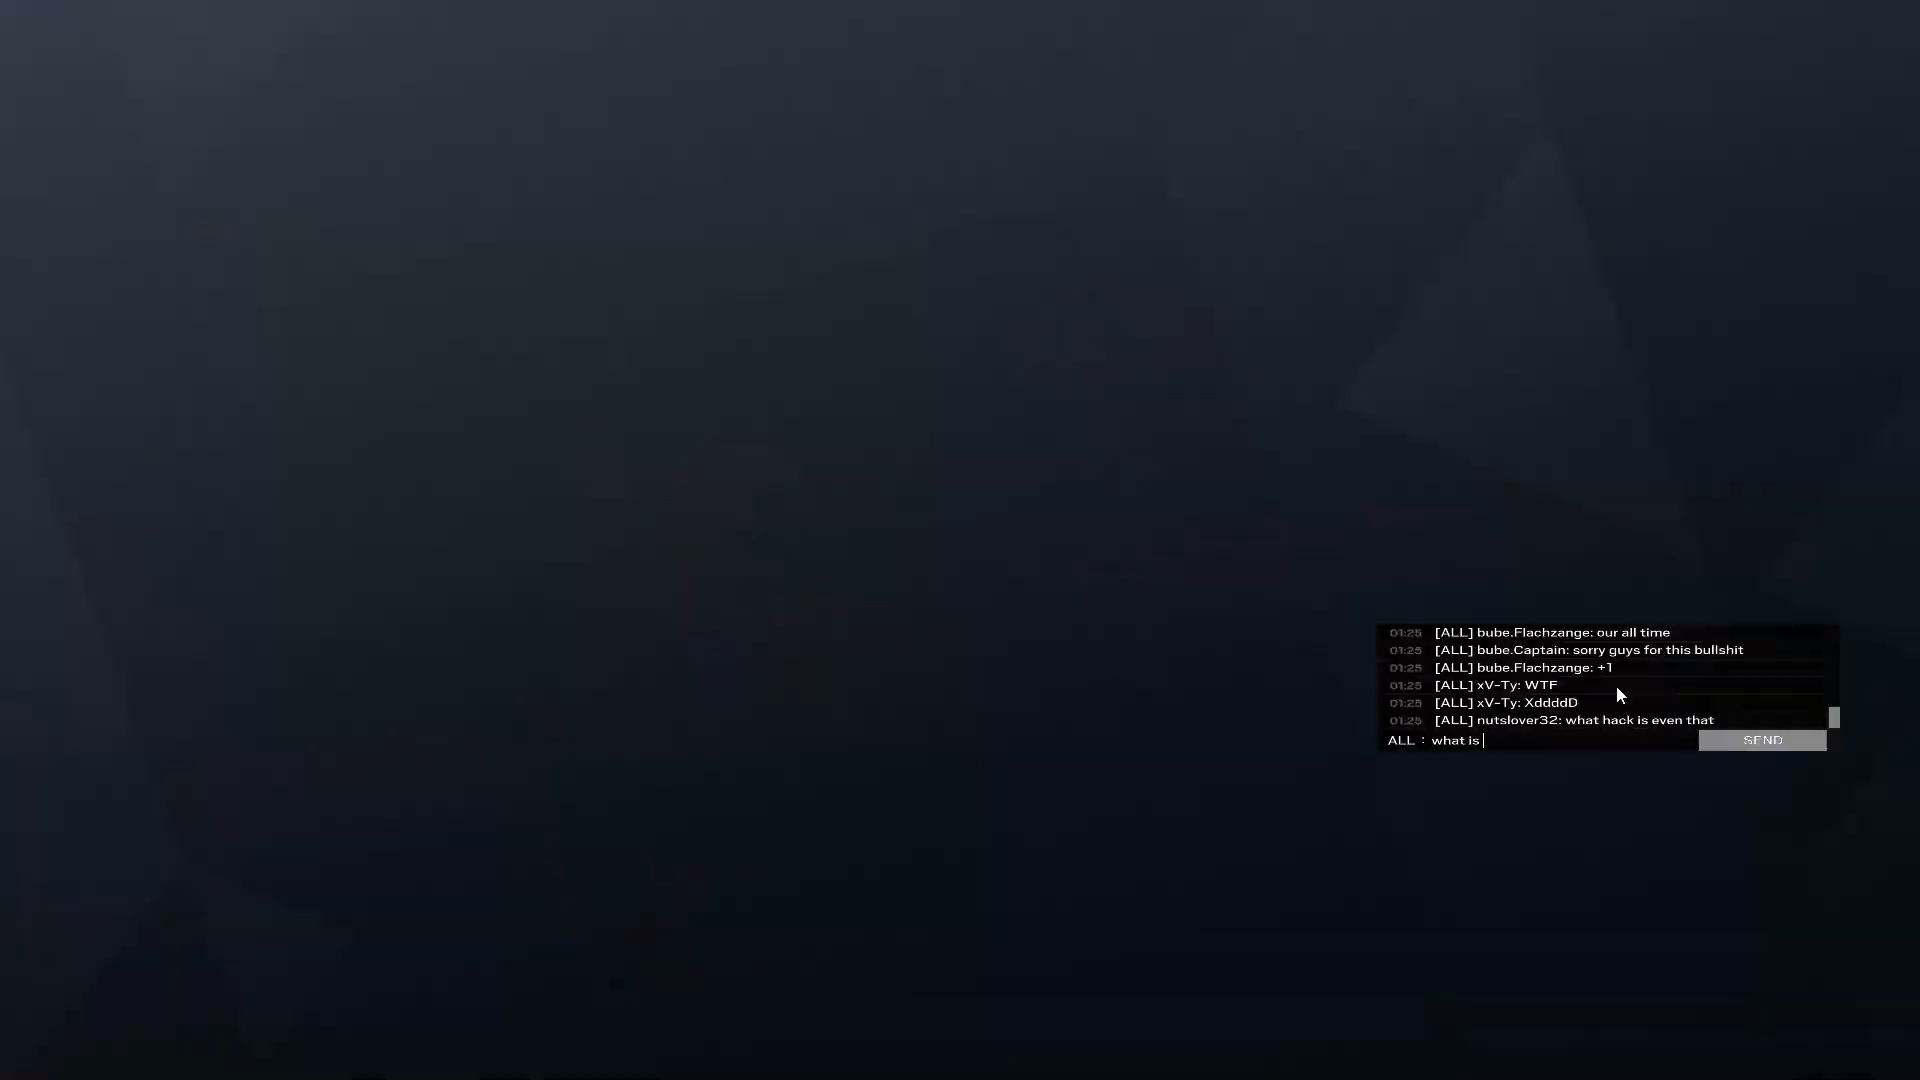 01:25 [ALL] bube.Flachzange: our all time
01:25 [ALL] bube.Captain: sorry guys for this bullshit
01:25 [ALL] bube.Flachzange: +1
01:25 [ALL] xV-Ty: WTF
01:25 [ALL] xV-Ty: XddddD
01:25 [ALL] nutslover32: what hack is even that
ALL : what is SEND